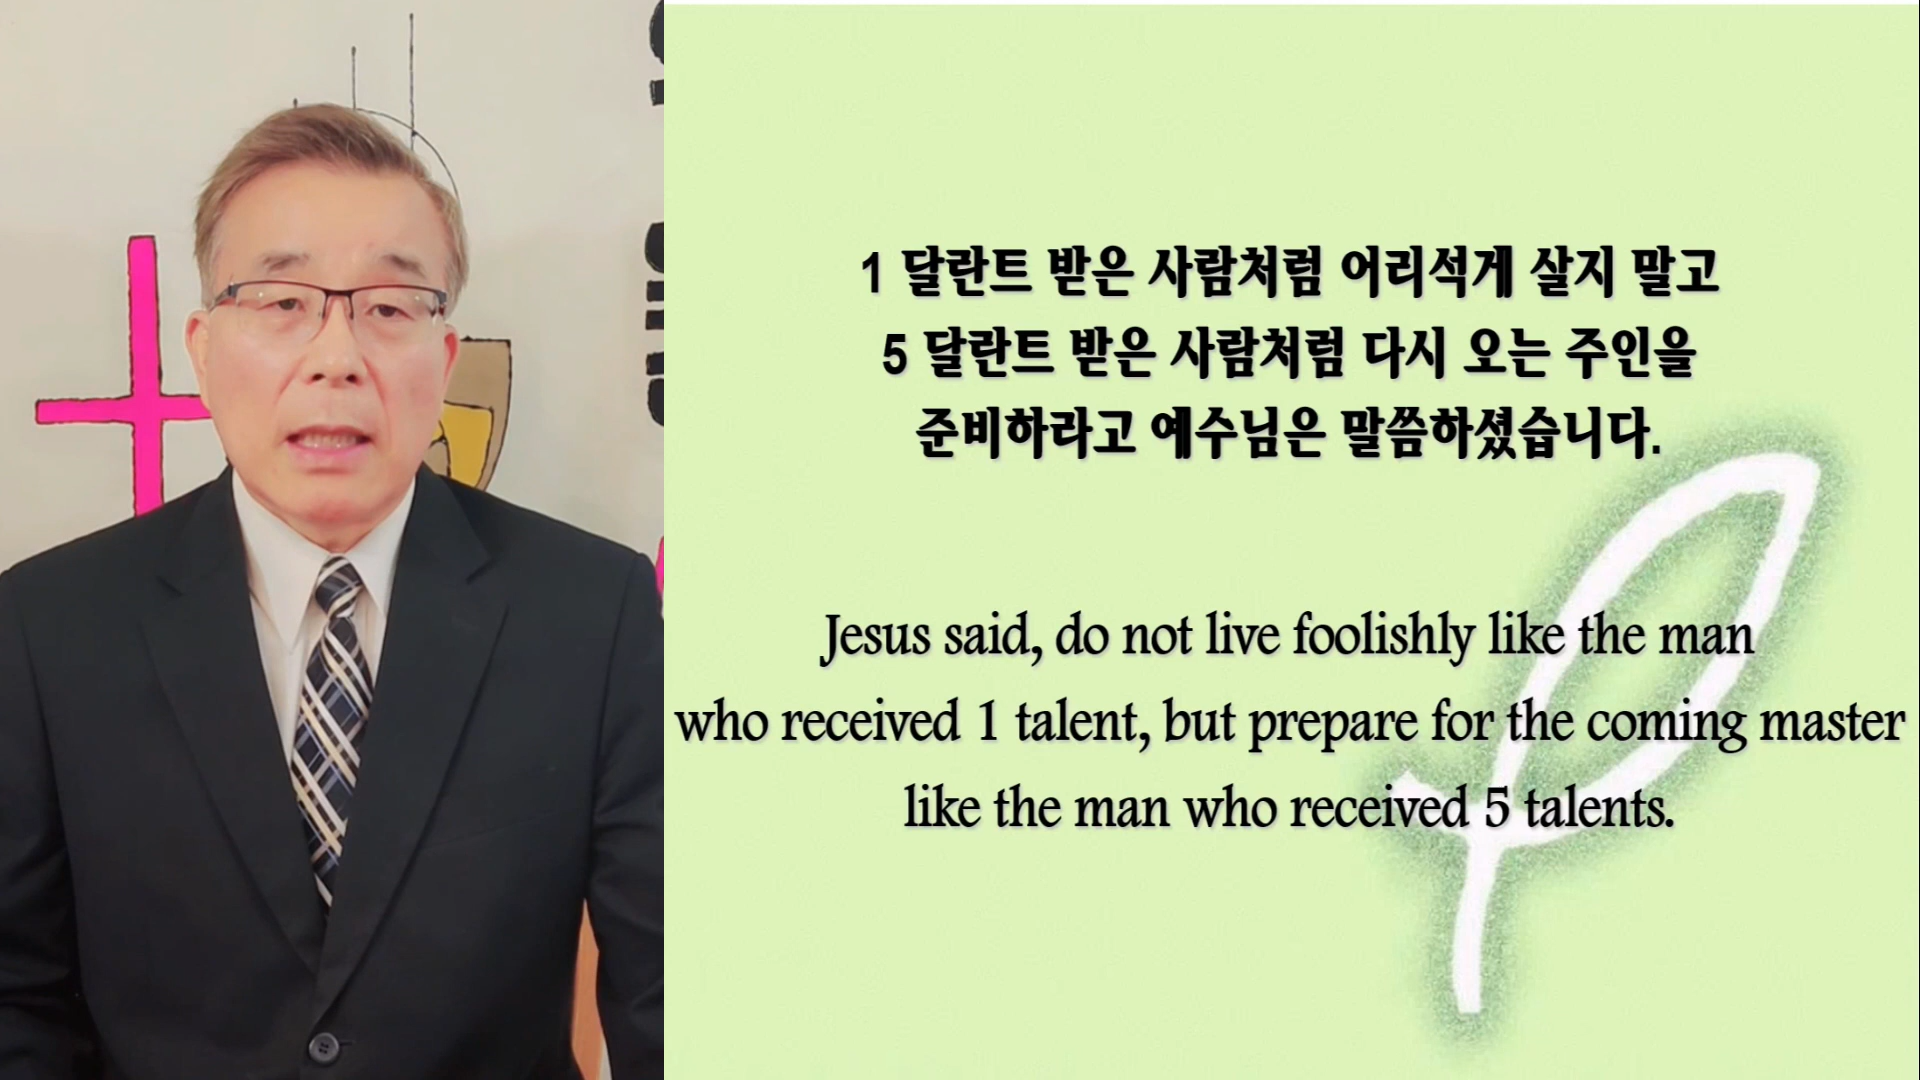 1 달란트 받은 사람처럼 어리석게 살지 말고
5 달란트 받은 사람처럼 다시 오는 주인을
준비하라고 예수님은 말씀하셨습니다.
Jesus said, do not live foolishly like the man
who received 1 talent, but prepare for the coming master
like the man who received 5 talents.